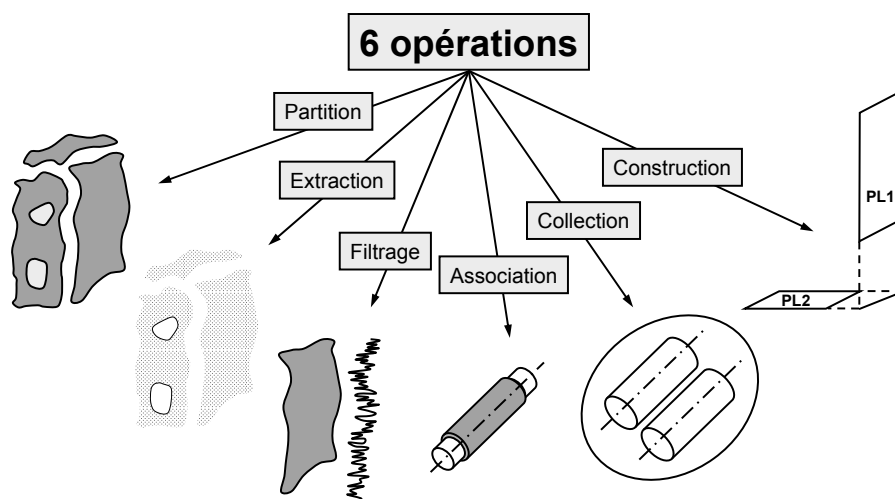 6 opérations
Partition
Extraction
Filtrage
Association
Collection
Construction
PL1
PL2